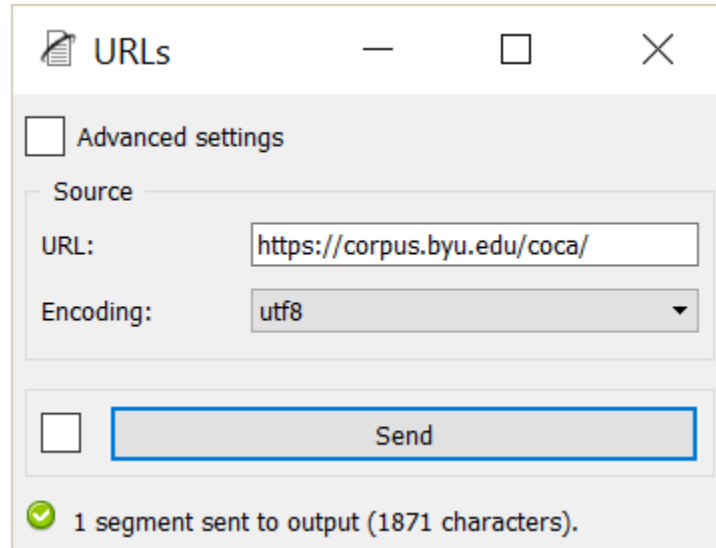 URLs
Advanced settings
Source
URL: https://corpus.byu.edu/coca/
Encoding: utf8
Send
1 segment sent to output (1871 characters).